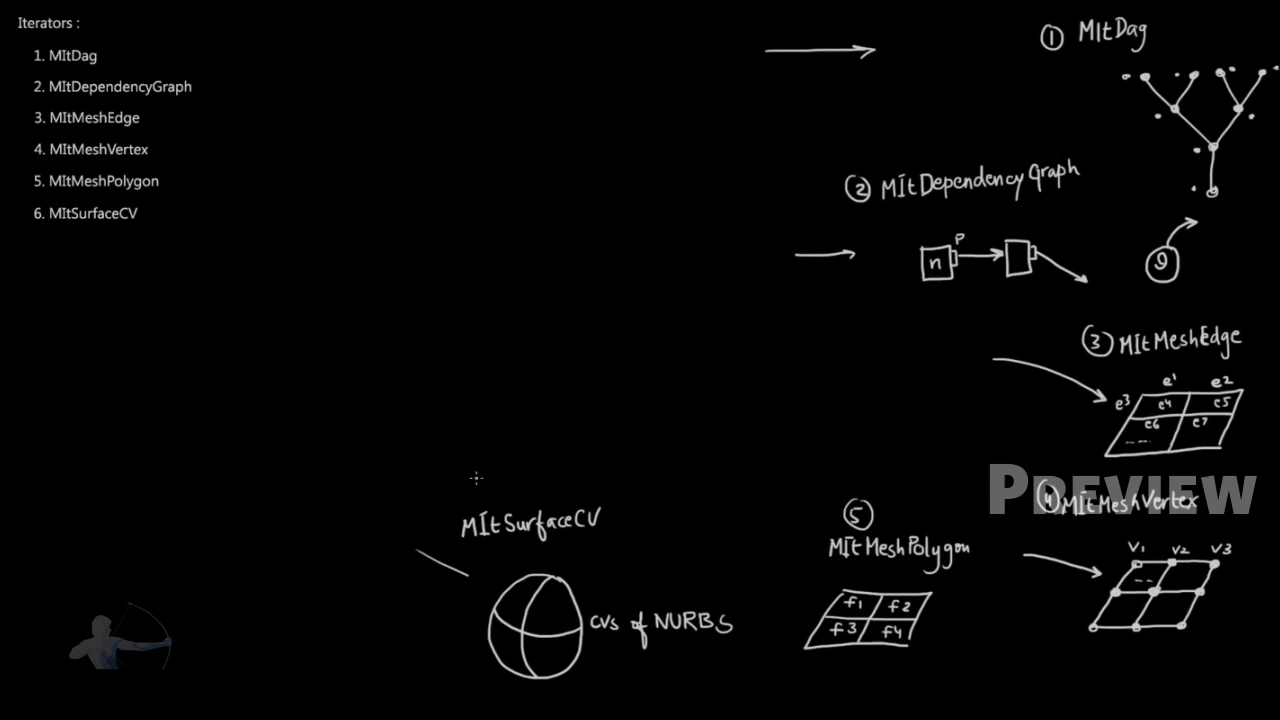 Iterators :
1. MItDag
2. MItDependencyGraph
3. MItMeshEdge
4. MItMeshVertex
5. MItMeshPolygon
6. MItSurfaceCV
① MItDag
② MItDependencyGraph
P
n
9
③ MItMeshEdge
e1 e2
e3 e4 e5
e6 e7
PREVIEW
④ MItMeshVertex
V1 V2 V3
⑤
MItMeshPolygon
f1 f2
f3 f4
MItSurfaceCV
CVs of NURBS